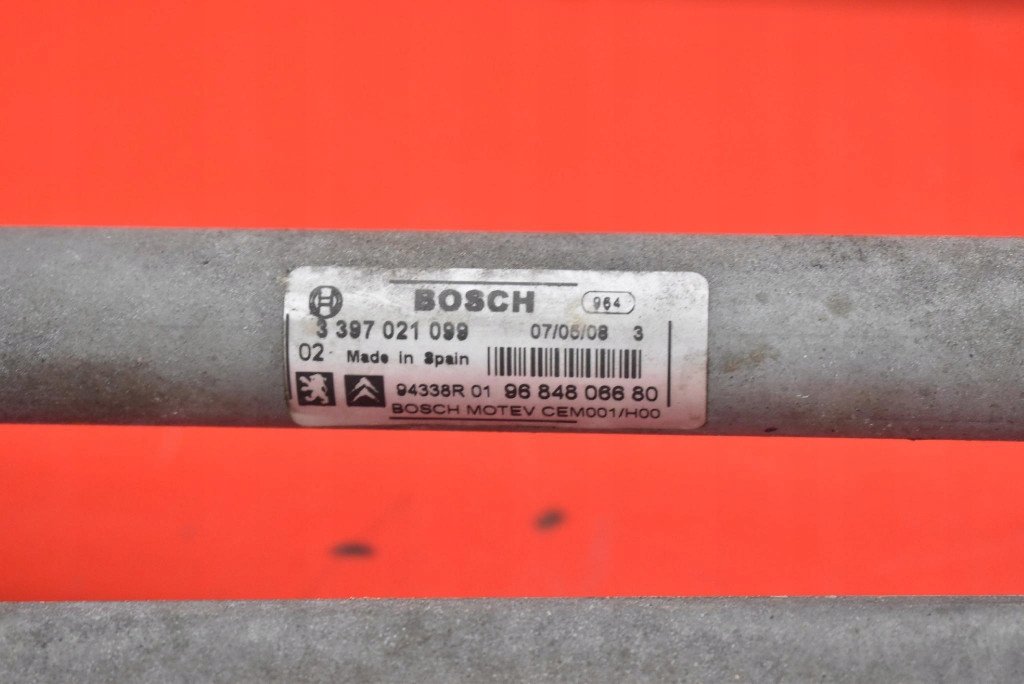 BOSCH 964
3 397 021 099 07/05/08 3
02 Made in Spain
94338R 01 96 848 066 80
BOSCH MOTEV CEM001/H00